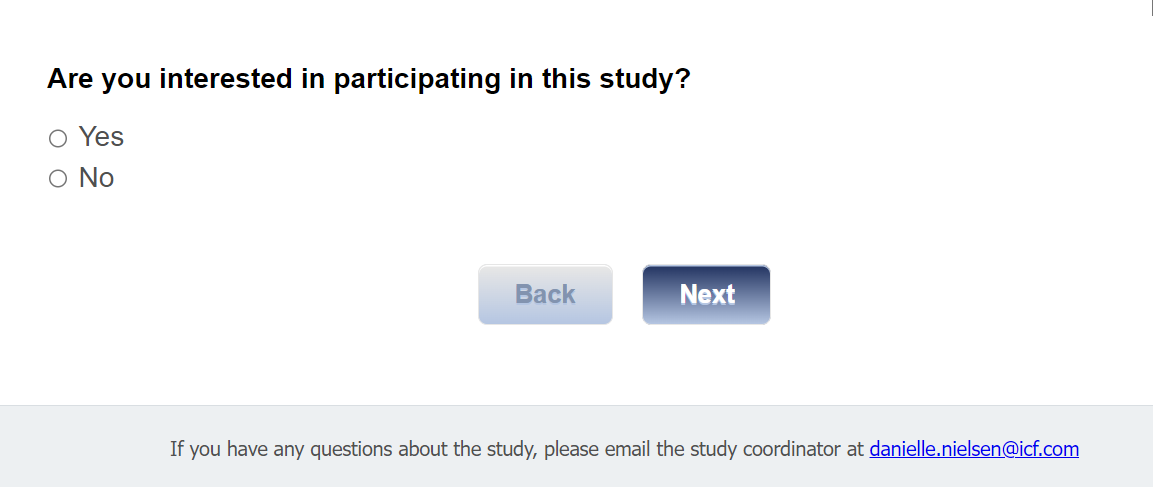 Are you interested in participating in this study?
Yes
No
Back
Next
If you have any questions about the study, please email the study coordinator at danielle.nielsen@icf.com